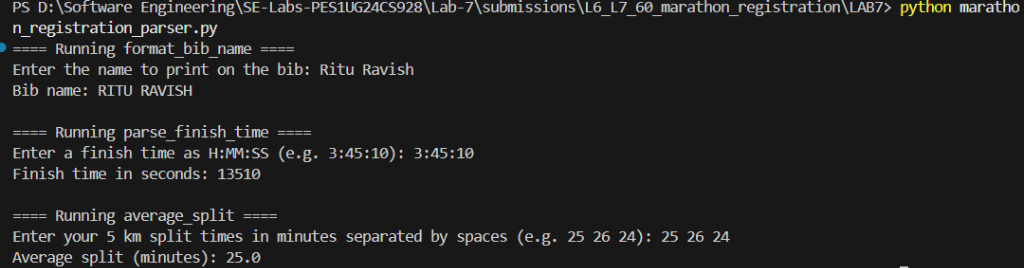 PS D:\Software Engineering\SE-Labs-PES1UG24CS928\Lab-7\submissions\L6_L7_60_marathon_registration\LAB7> python maratho
n_registration_parser.py
==== Running format_bib_name ====
Enter the name to print on the bib: Ritu Ravish
Bib name: RITU RAVISH

==== Running parse_finish_time ====
Enter a finish time as H:MM:SS (e.g. 3:45:10): 3:45:10
Finish time in seconds: 13510

==== Running average_split ====
Enter your 5 km split times in minutes separated by spaces (e.g. 25 26 24): 25 26 24
Average split (minutes): 25.0